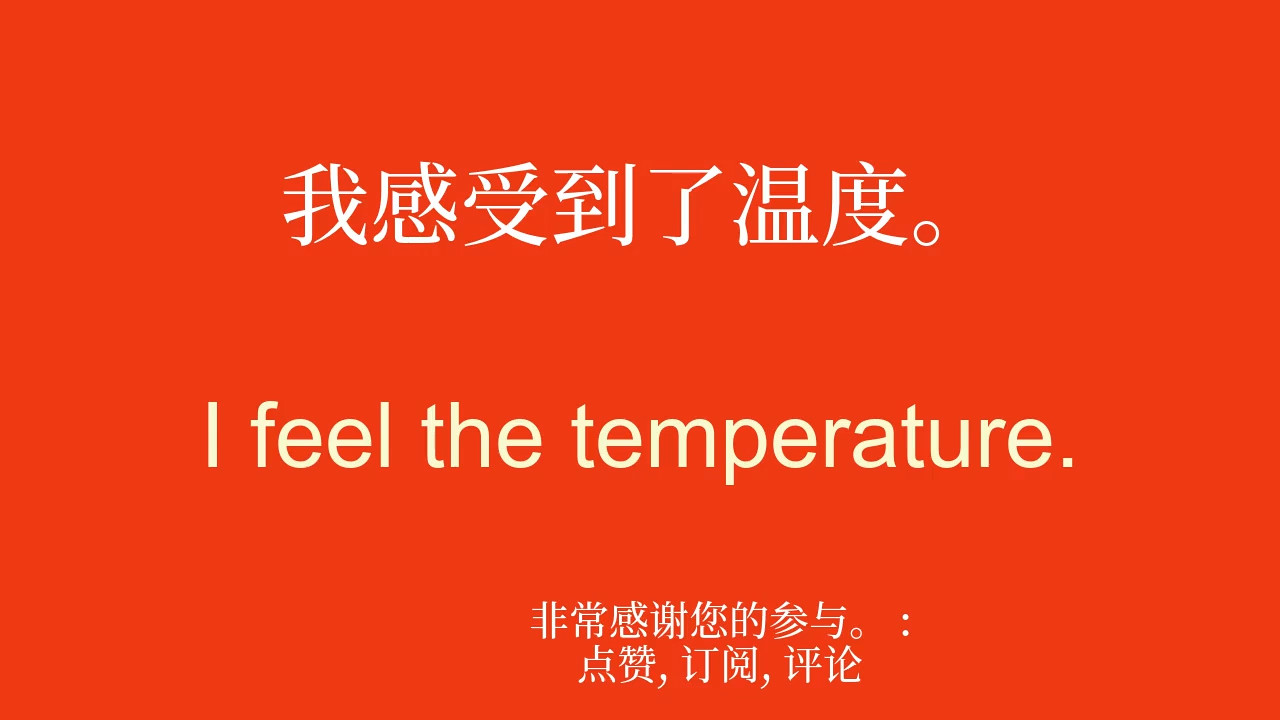 我感受到了温度。
I feel the temperature.
非常感谢您的参与。 :
点赞, 订阅, 评论